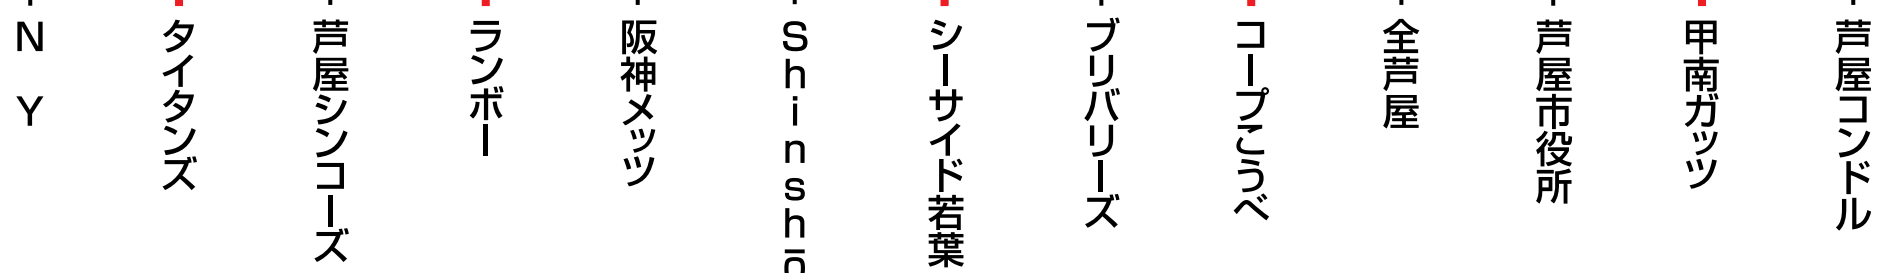 芦屋コンドル
甲南ガッツ
芦屋市役所
全芦屋
コープこうべ
ブリバリーズ
シーサイド若葉
Shinshō
阪神メッツ
ランボー
芦屋シンコーズ
タイタンズ
NY